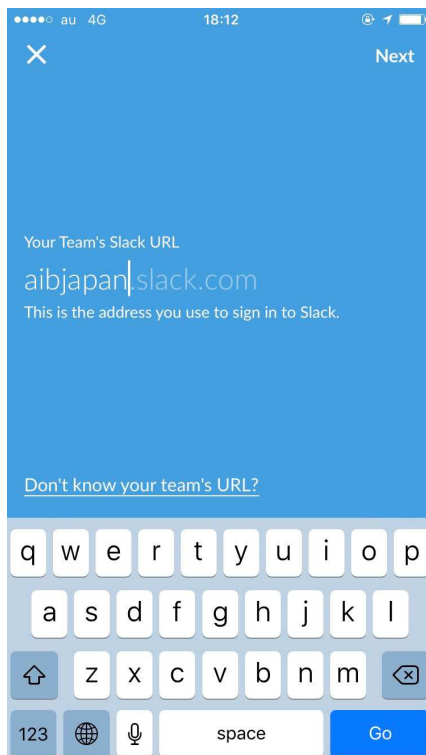 au 4G 18:12
Next
Your Team's Slack URL
aibjapan.slack.com
This is the address you use to sign in to Slack.
Don't know your team's URL?
q w e r t y u i o p
a s d f g h j k l
z x c v b n m
123 space Go